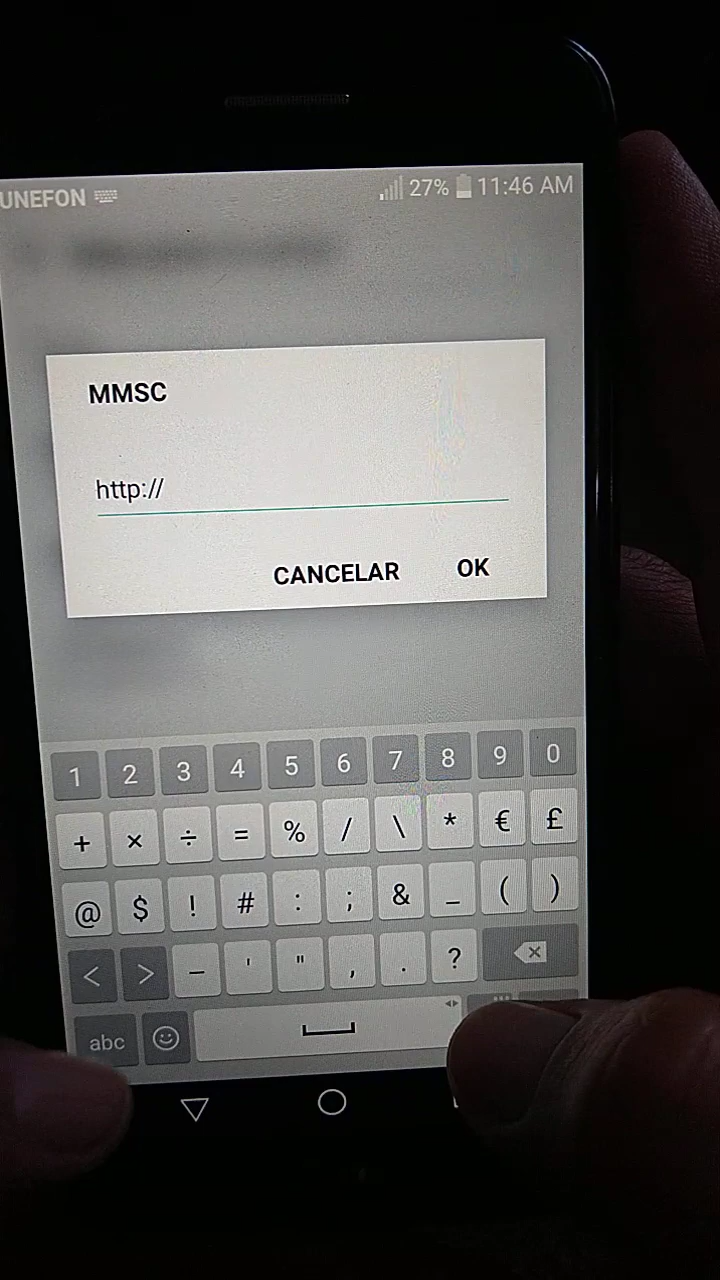 UNEFON 27% 11:46 AM
MMSC
http://
CANCELAR OK
1 2 3 4 5 6 7 8 9 0
+ × ÷ = % / \ * € £
@ $ ! # : ; & _ ( )
< > - ' " , . ?
abc